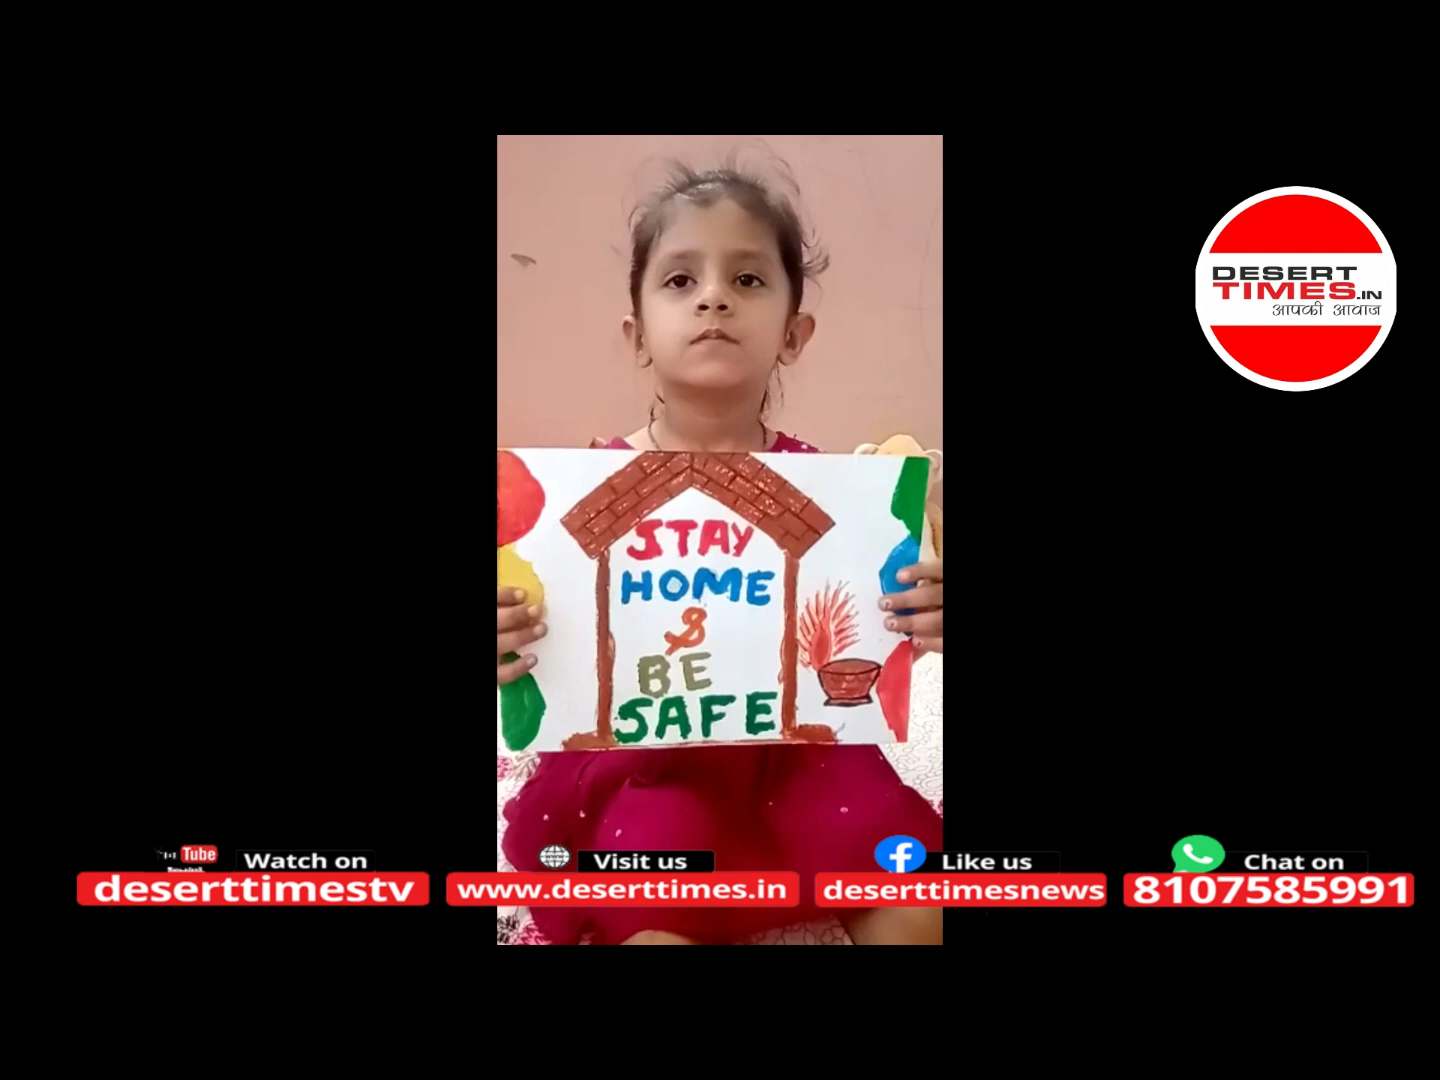 DESERT
TIMES.IN
आपकी आवाज
STAY
HOME
&
BE
SAFE
Tube
Watch on
deserttimestv
Visit us
www.deserttimes.in
Like us
deserttimesnews
Chat on
8107585991